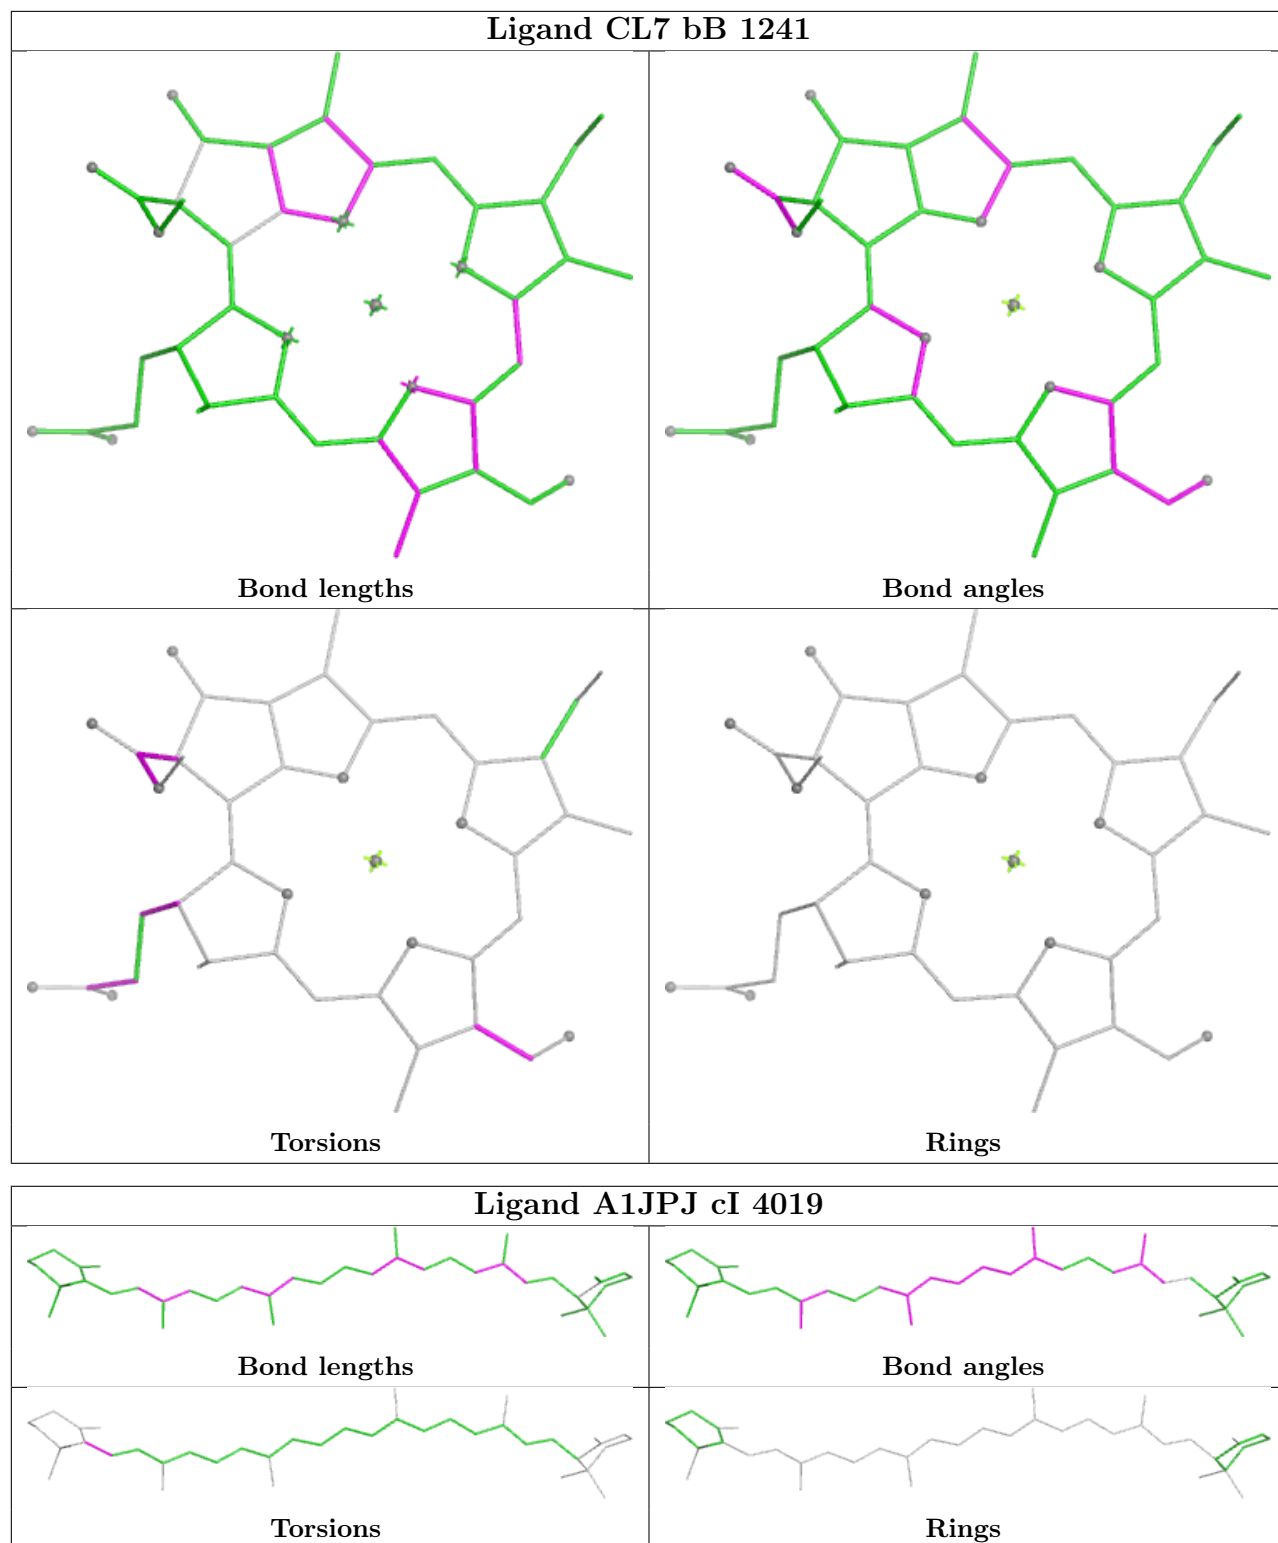 Ligand CL7 bB 1241
Bond lengths
Bond angles
Torsions
Rings
Ligand A1JPJ cI 4019
Bond lengths
Bond angles
Torsions
Rings